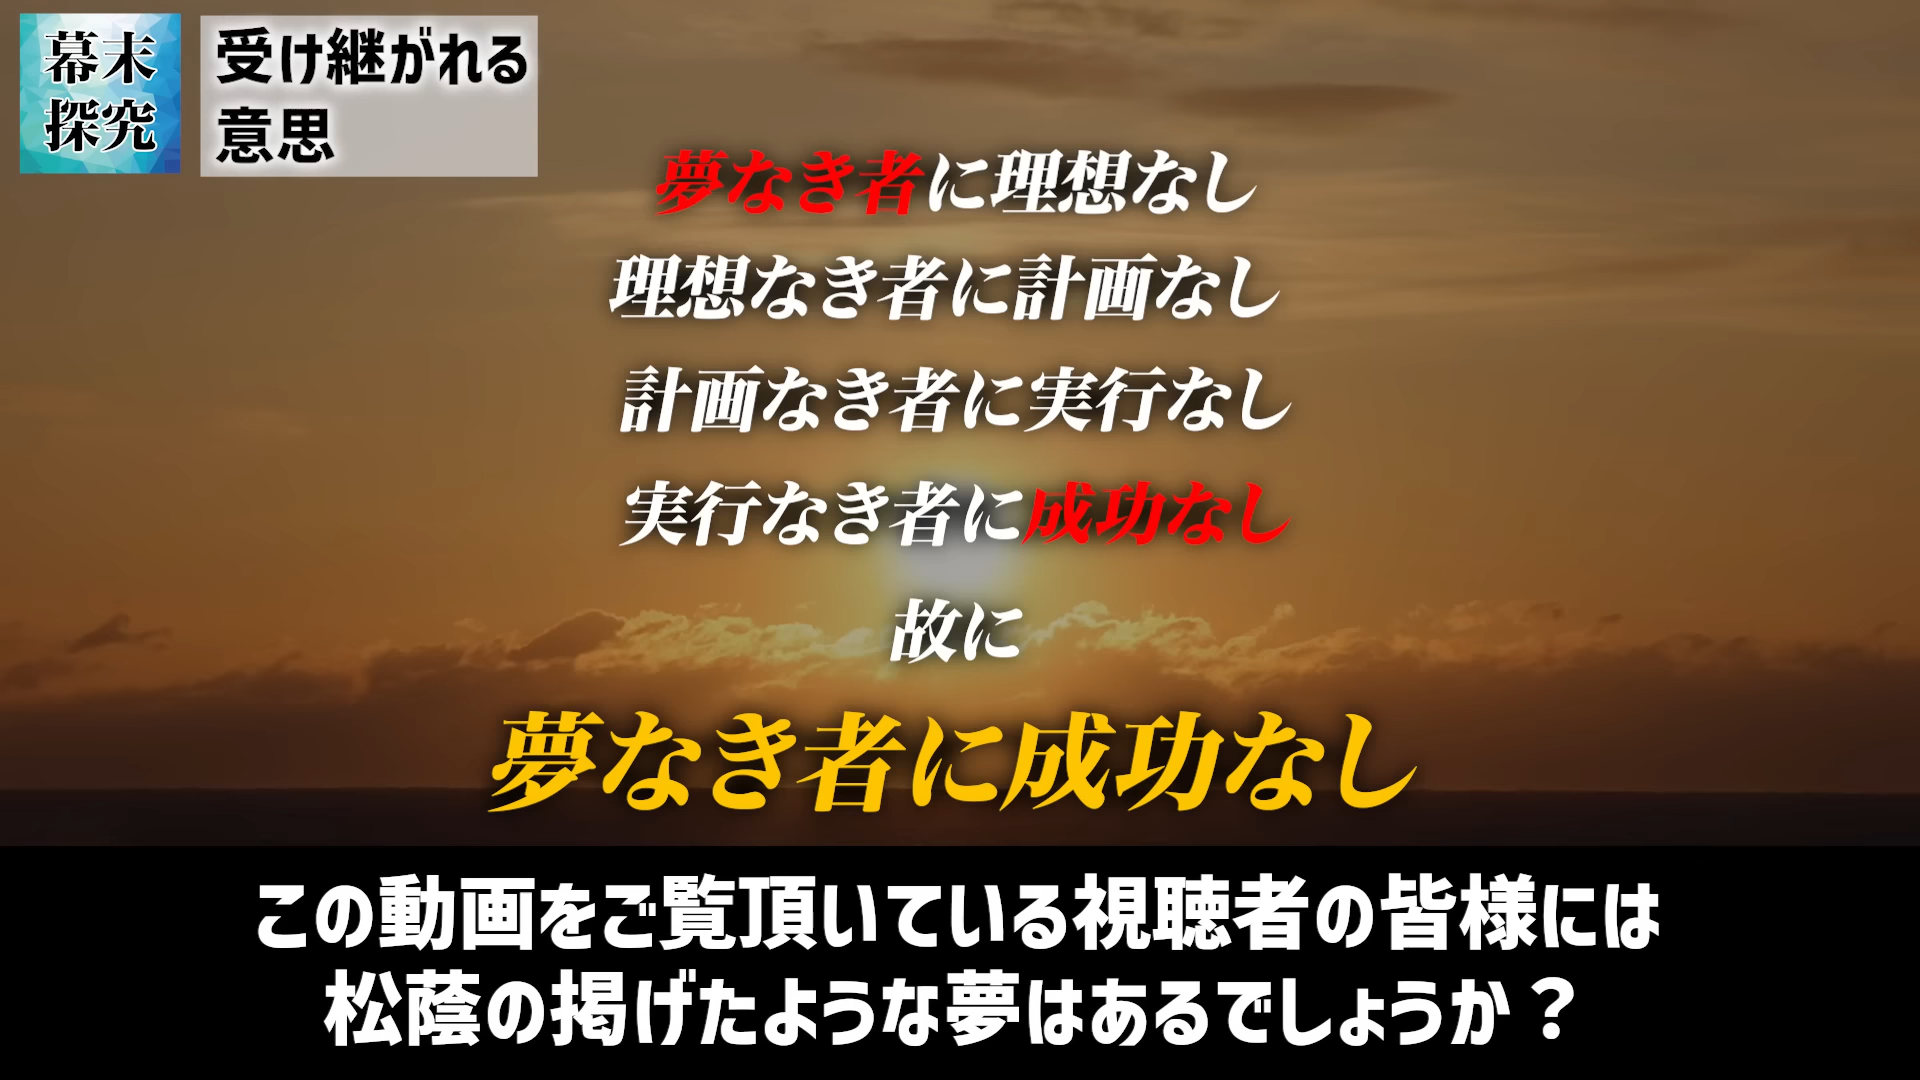 幕末
探究
受け継がれる
意思
夢なき者に理想なし
理想なき者に計画なし
計画なき者に実行なし
実行なき者に成功なし
故に
夢なき者に成功なし
この動画をご覧頂いている視聴者の皆様には
松蔭の掲げたような夢はあるでしょうか？